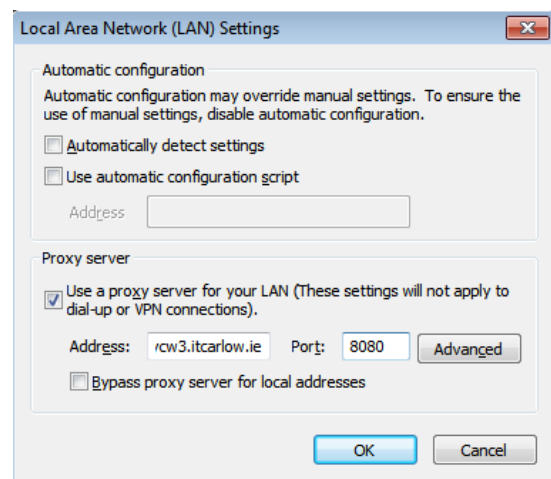 Local Area Network (LAN) Settings
Automatic configuration
Automatic configuration may override manual settings. To ensure the
use of manual settings, disable automatic configuration.
Automatically detect settings
Use automatic configuration script
Address
Proxy server
Use a proxy server for your LAN (These settings will not apply to
dial-up or VPN connections).
Address: cw3.itcarlow.ie Port: 8080 Advanced
Bypass proxy server for local addresses
OK Cancel